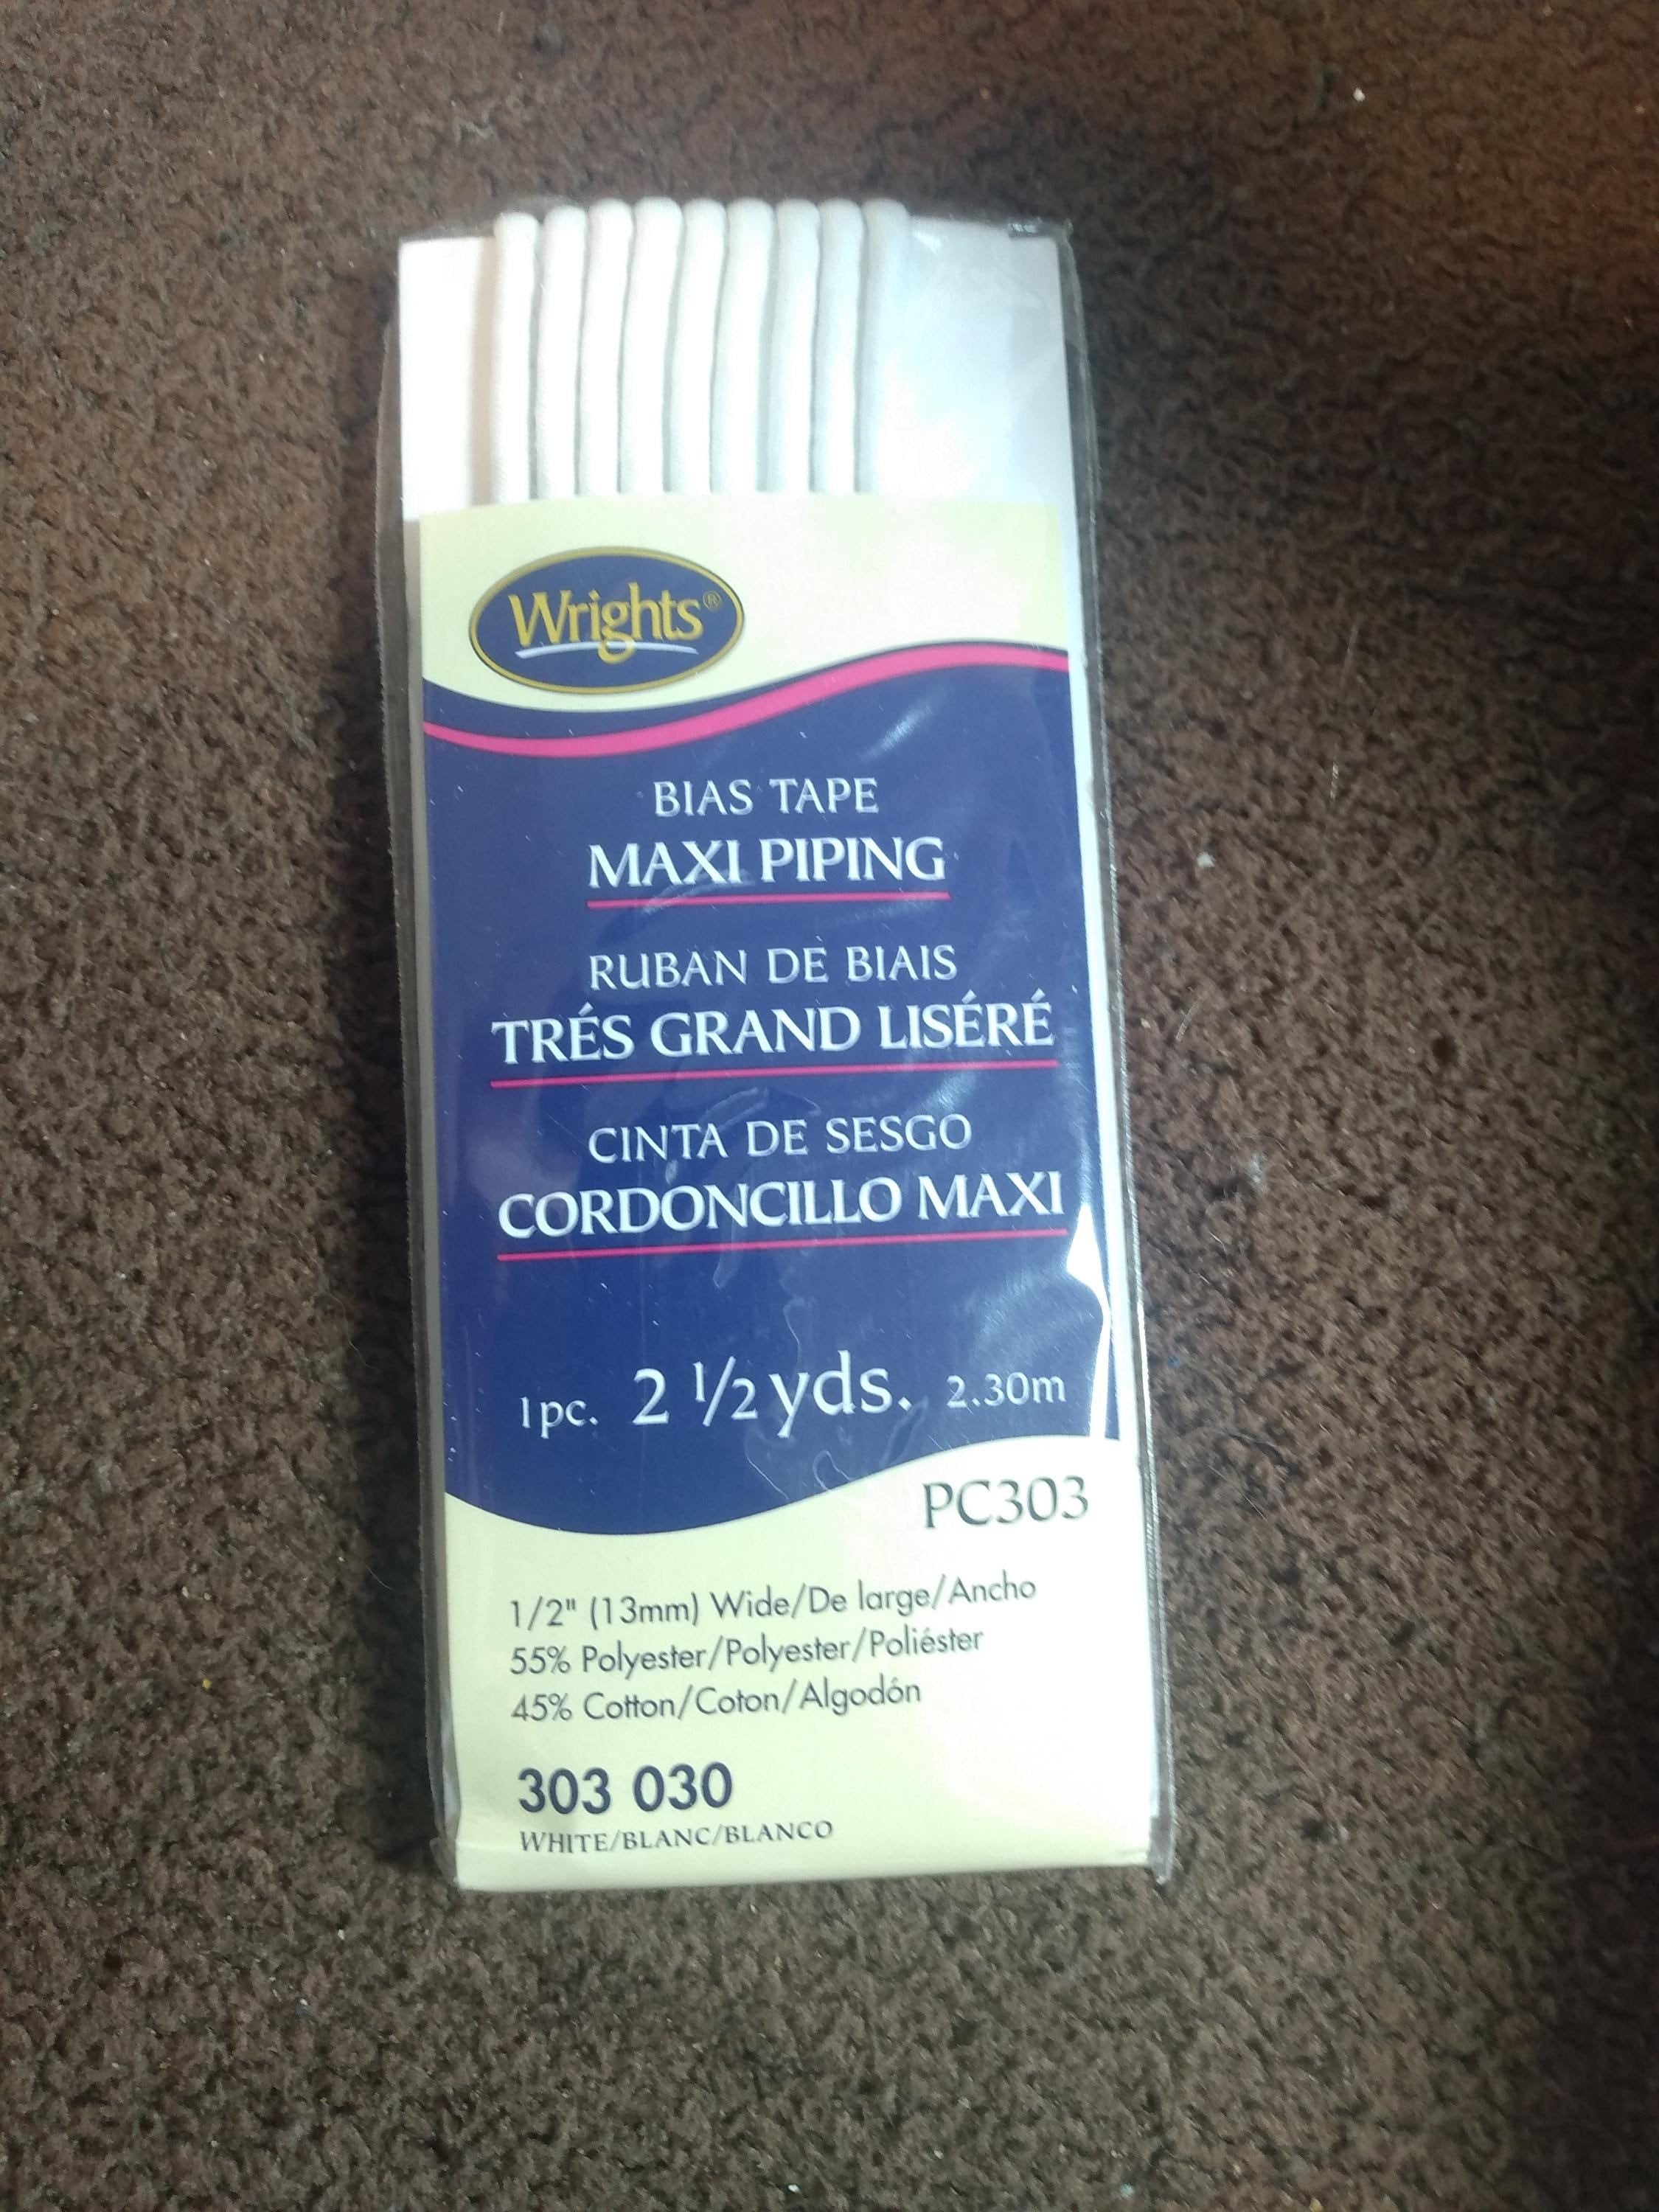 Wrights®
BIAS TAPE
MAXI PIPING
RUBAN DE BIAIS
TRÉS GRAND LISÉRÉ
CINTA DE SESGO
CORDONCILLO MAXI
1pc. 2 1/2 yds. 2.30m
PC303
1/2" (13mm) Wide/De large/Ancho
55% Polyester/Polyester/Poliéster
45% Cotton/Coton/Algodón
303 030
WHITE/BLANC/BLANCO